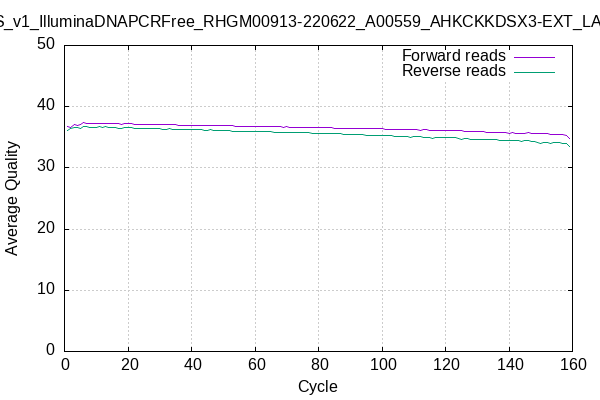 S_v1_IlluminaDNAPCRFree_RHGM00913-220622_A00559_AHKCKKDSX3-EXT_LA
Forward reads
Reverse reads
50
40
30
20
10
0
Average Quality
0 20 40 60 80 100 120 140 160
Cycle